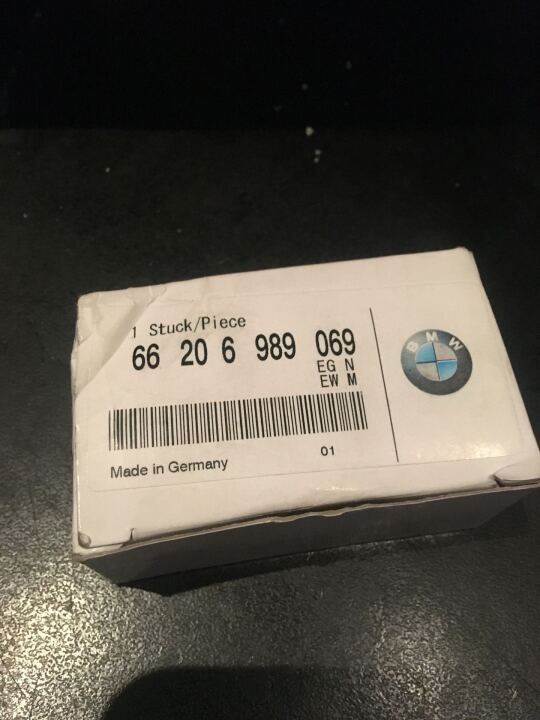 1 Stuck/Piece
66 20 6 989 069
EG N
EW M
01
Made in Germany
BMW